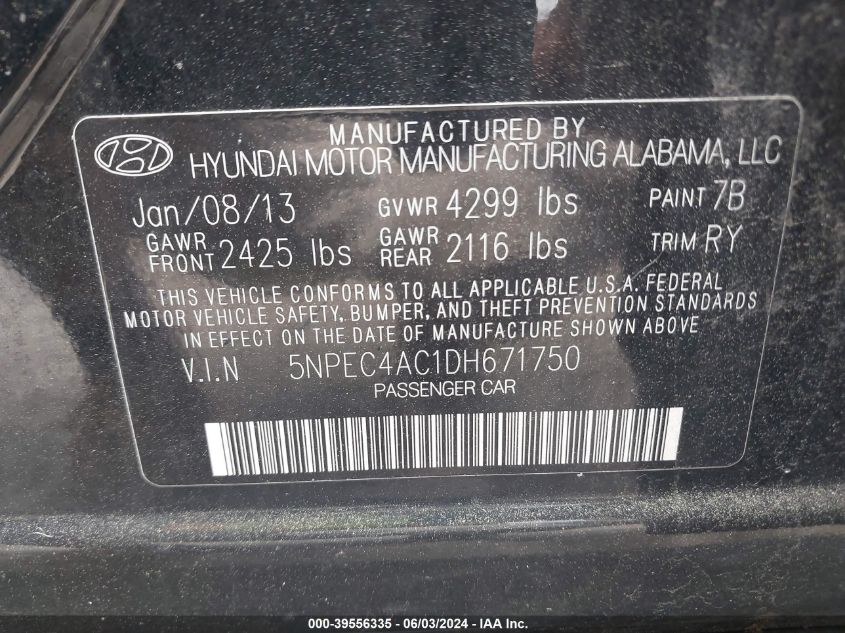 MANUFACTURED BY
HYUNDAI MOTOR MANUFACTURING ALABAMA, LLC
Jan/08/13 GVWR 4299 lbs PAINT 7B
GAWR FRONT 2425 lbs GAWR REAR 2116 lbs TRIM RY
THIS VEHICLE CONFORMS TO ALL APPLICABLE U.S.A. FEDERAL
MOTOR VEHICLE SAFETY, BUMPER, AND THEFT PREVENTION STANDARDS
IN EFFECT ON THE DATE OF MANUFACTURE SHOWN ABOVE
V.I.N 5NPEC4AC1DH671750
PASSENGER CAR
000-39556335 - 06/03/2024 - IAA Inc.